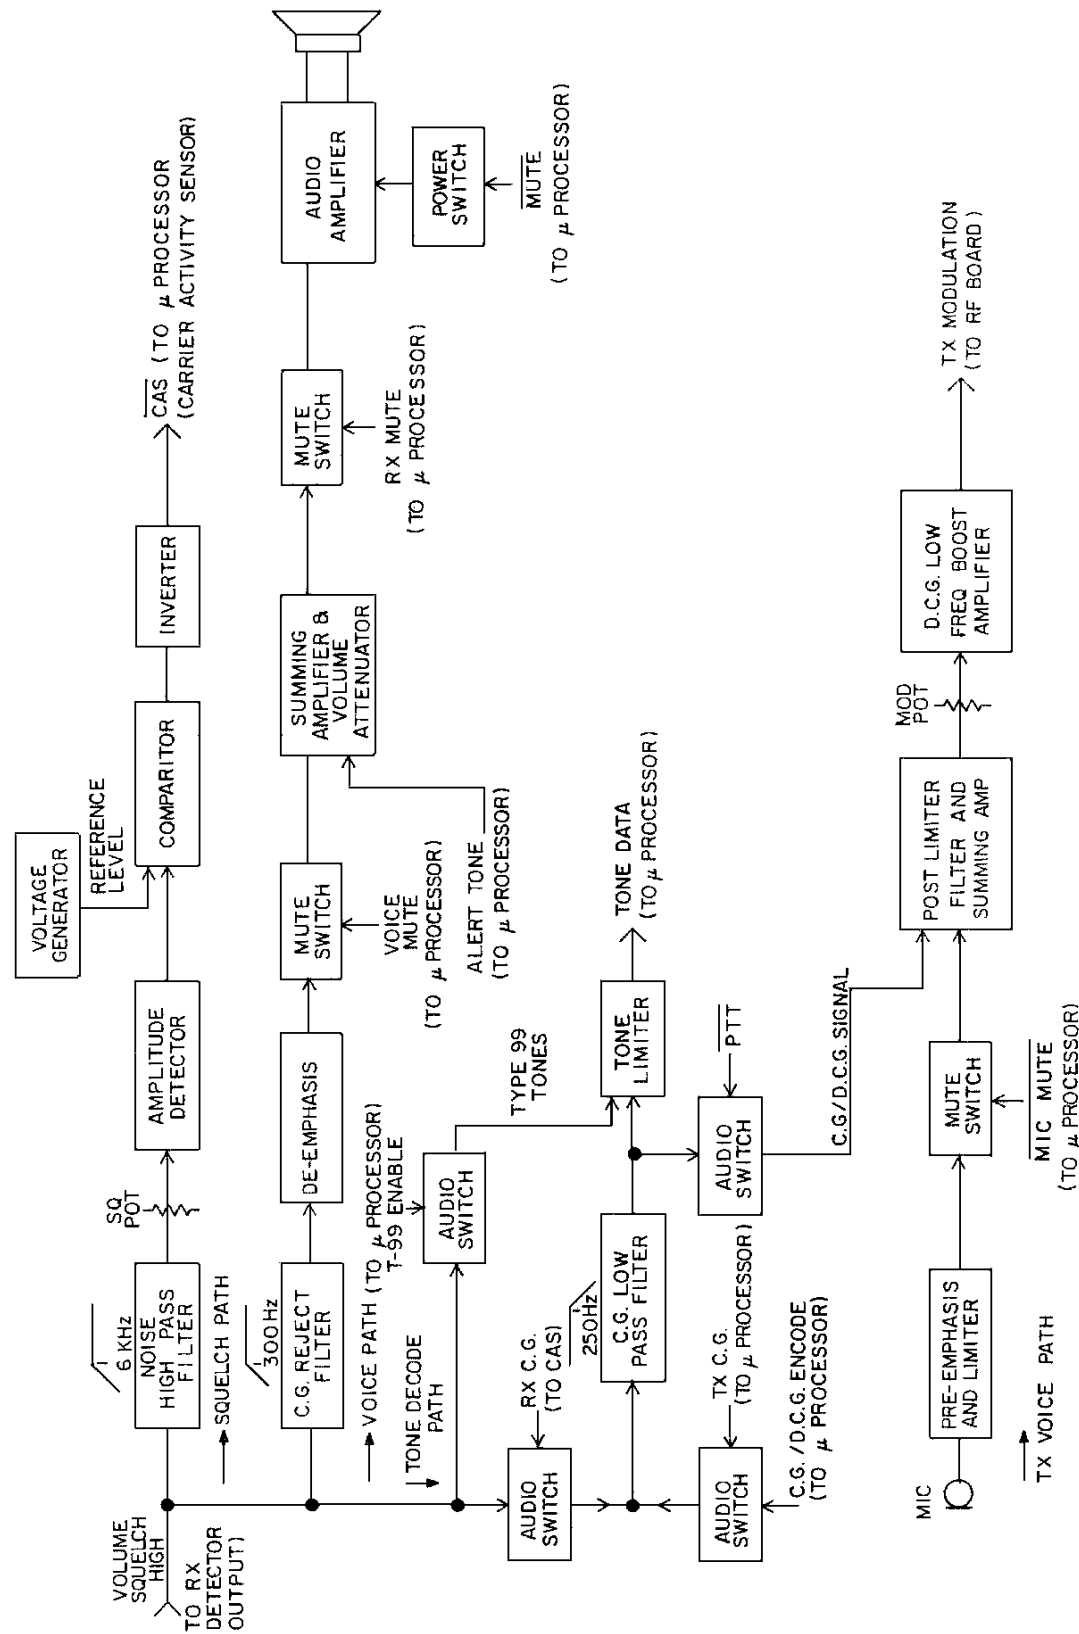 VOLUME
SQUELCH
HIGH
TO RX
DETECTOR
OUTPUT)
6 KHz
NOISE
HIGH PASS
FILTER
SQUELCH PATH
SQ
POT
AMPLITUDE
DETECTOR
VOLTAGE
GENERATOR
REFERENCE
LEVEL
COMPARITOR
INVERTER
CAS (TO μ PROCESSOR
(CARRIER ACTIVITY SENSOR)
300Hz
C.G. REJECT
FILTER
VOICE PATH
DE-EMPHASIS
MUTE
SWITCH
VOICE
MUTE
(TO μ PROCESSOR)
SUMMING
AMPLIFIER &
VOLUME
ATTENUATOR
ALERT TONE
(TO μ PROCESSOR)
MUTE
SWITCH
RX MUTE
(TO μ PROCESSOR)
AUDIO
AMPLIFIER
POWER
SWITCH
MUTE
(TO μ PROCESSOR)
TONE DECODE
PATH
(TO μ PROCESSOR)
T-99 ENABLE
AUDIO
SWITCH
TYPE 99
TONES
AUDIO
SWITCH
RX C.G.
(TO CAS)
250Hz
C.G. LOW
PASS FILTER
TONE
LIMITER
TONE DATA
(TO μ PROCESSOR)
AUDIO
SWITCH
TX C.G.
(TO μ PROCESSOR)
C.G. /D.C.G. ENCODE
(TO μ PROCESSOR)
AUDIO
SWITCH
PTT
C.G/D.C.G. SIGNAL
MIC
PRE-EMPHASIS
AND LIMITER
TX VOICE PATH
MUTE
SWITCH
MIC MUTE
(TO μ PROCESSOR)
POST LIMITER
FILTER AND
SUMMING AMP
MOD
POT
D.C.G. LOW
FREQ BOOST
AMPLIFIER
TX MODULATION
(TO RF BOARD)